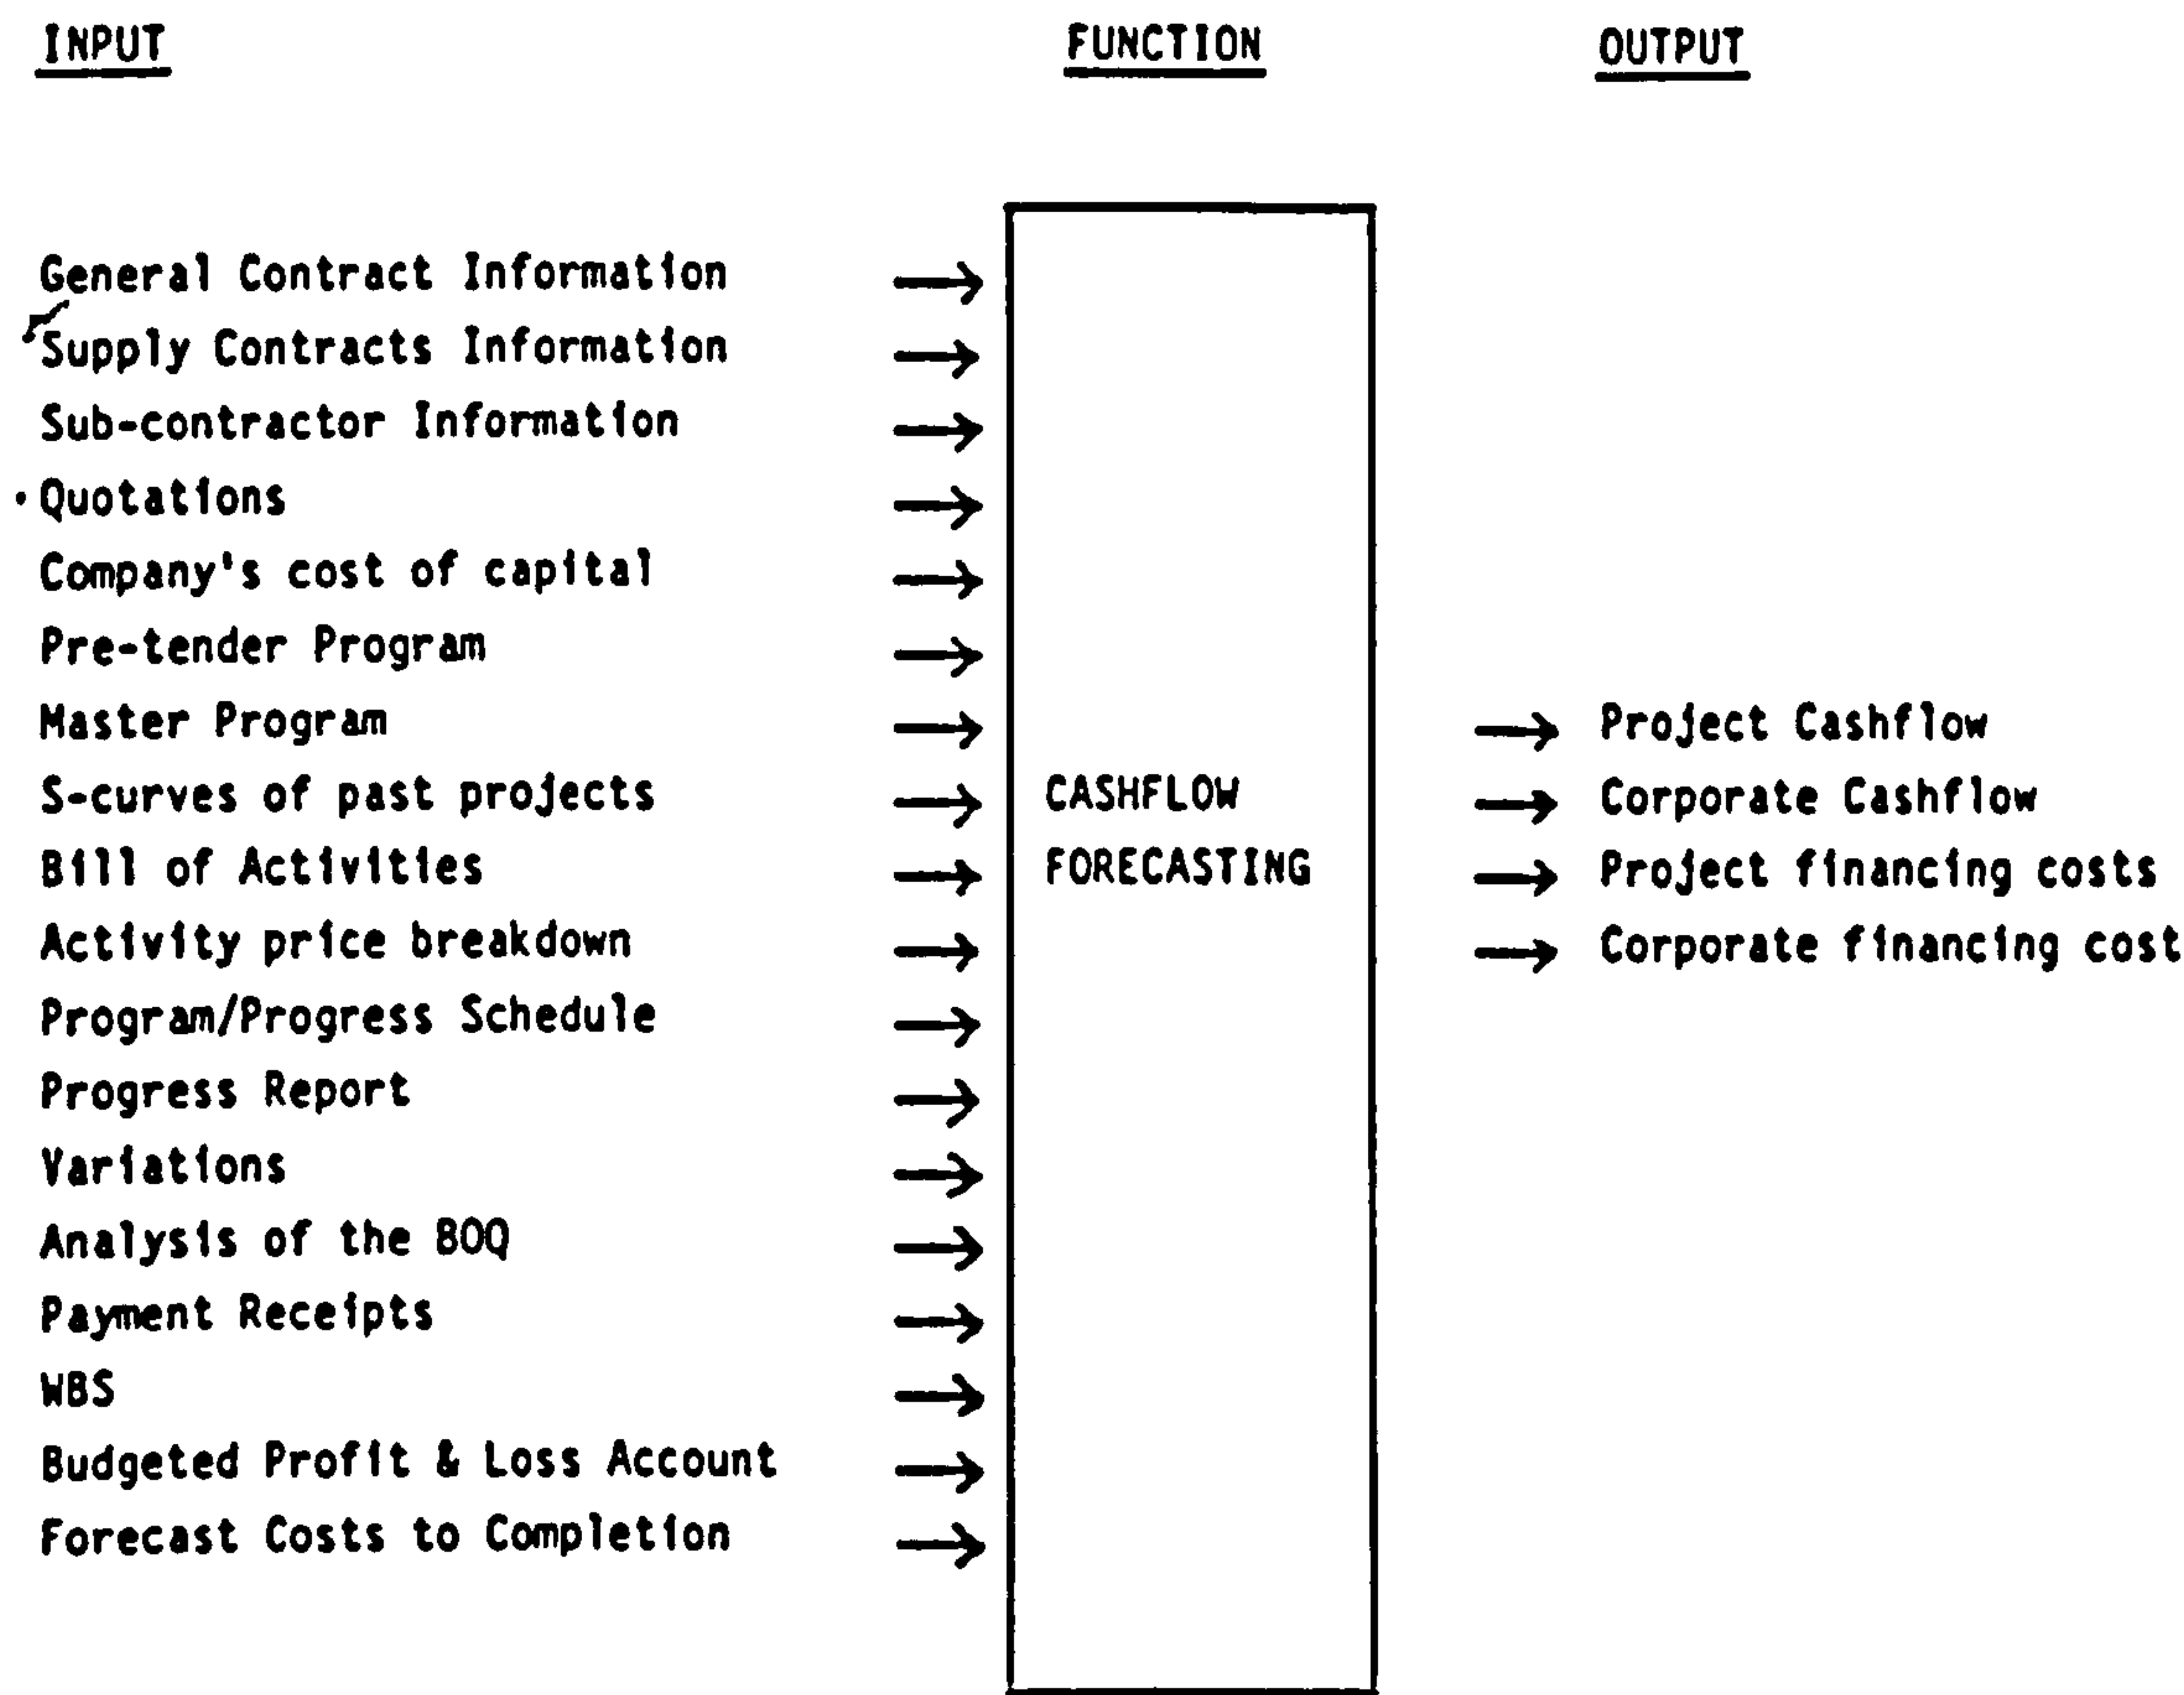 INPUT FUNCTION OUTPUT
General Contract Information
Supply Contracts Information
Sub-contractor Information
Quotations
Company's cost of capital
Pre-tender Program
Master Program → Project Cashflow
S-curves of past projects → CASHFLOW → Corporate Cashflow
Bill of Activities → FORECASTING → Project financing costs
Activity price breakdown → Corporate financing cost
Program/Progress Schedule
Progress Report
Variations
Analysis of the BOQ
Payment Receipts
WBS
Budgeted Profit & Loss Account
Forecast Costs to Completion